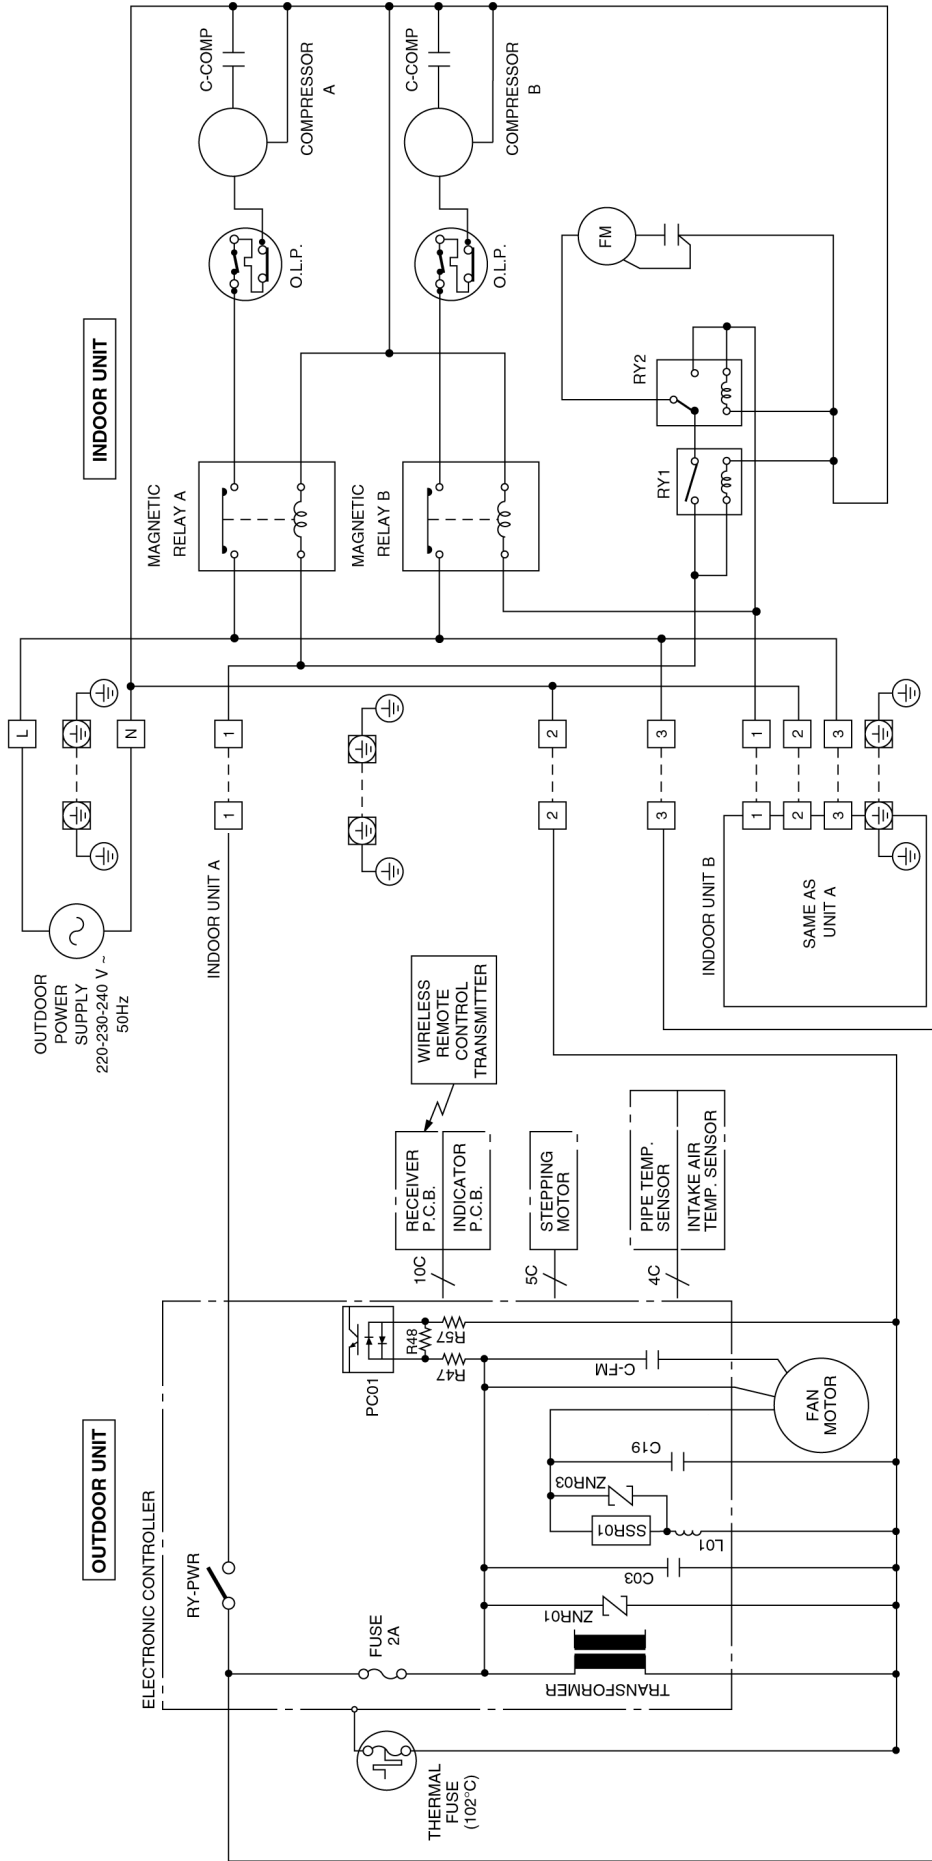 INDOOR UNIT
C-COMP
COMPRESSOR
A
O.L.P.
MAGNETIC
RELAY A
C-COMP
COMPRESSOR
B
O.L.P.
MAGNETIC
RELAY B
FM
RY2
RY1
L
N
1
2
3
1
2
3
OUTDOOR
POWER
SUPPLY
220-230-240 V ~
50Hz
INDOOR UNIT A
1
2
3
INDOOR UNIT B
1
2
3
SAME AS
UNIT A
WIRELESS
REMOTE
CONTROL
TRANSMITTER
RECEIVER
P.C.B.
INDICATOR
P.C.B.
STEPPING
MOTOR
PIPE TEMP.
SENSOR
INTAKE AIR
TEMP. SENSOR
10C
5C
4C
OUTDOOR UNIT
ELECTRONIC CONTROLLER
RY-PWR
PC01
R48
R57
R47
C-FM
FAN
MOTOR
C19
ZNR03
SSR01
L01
C03
ZNR01
FUSE
2A
TRANSFORMER
THERMAL
FUSE
(102°C)